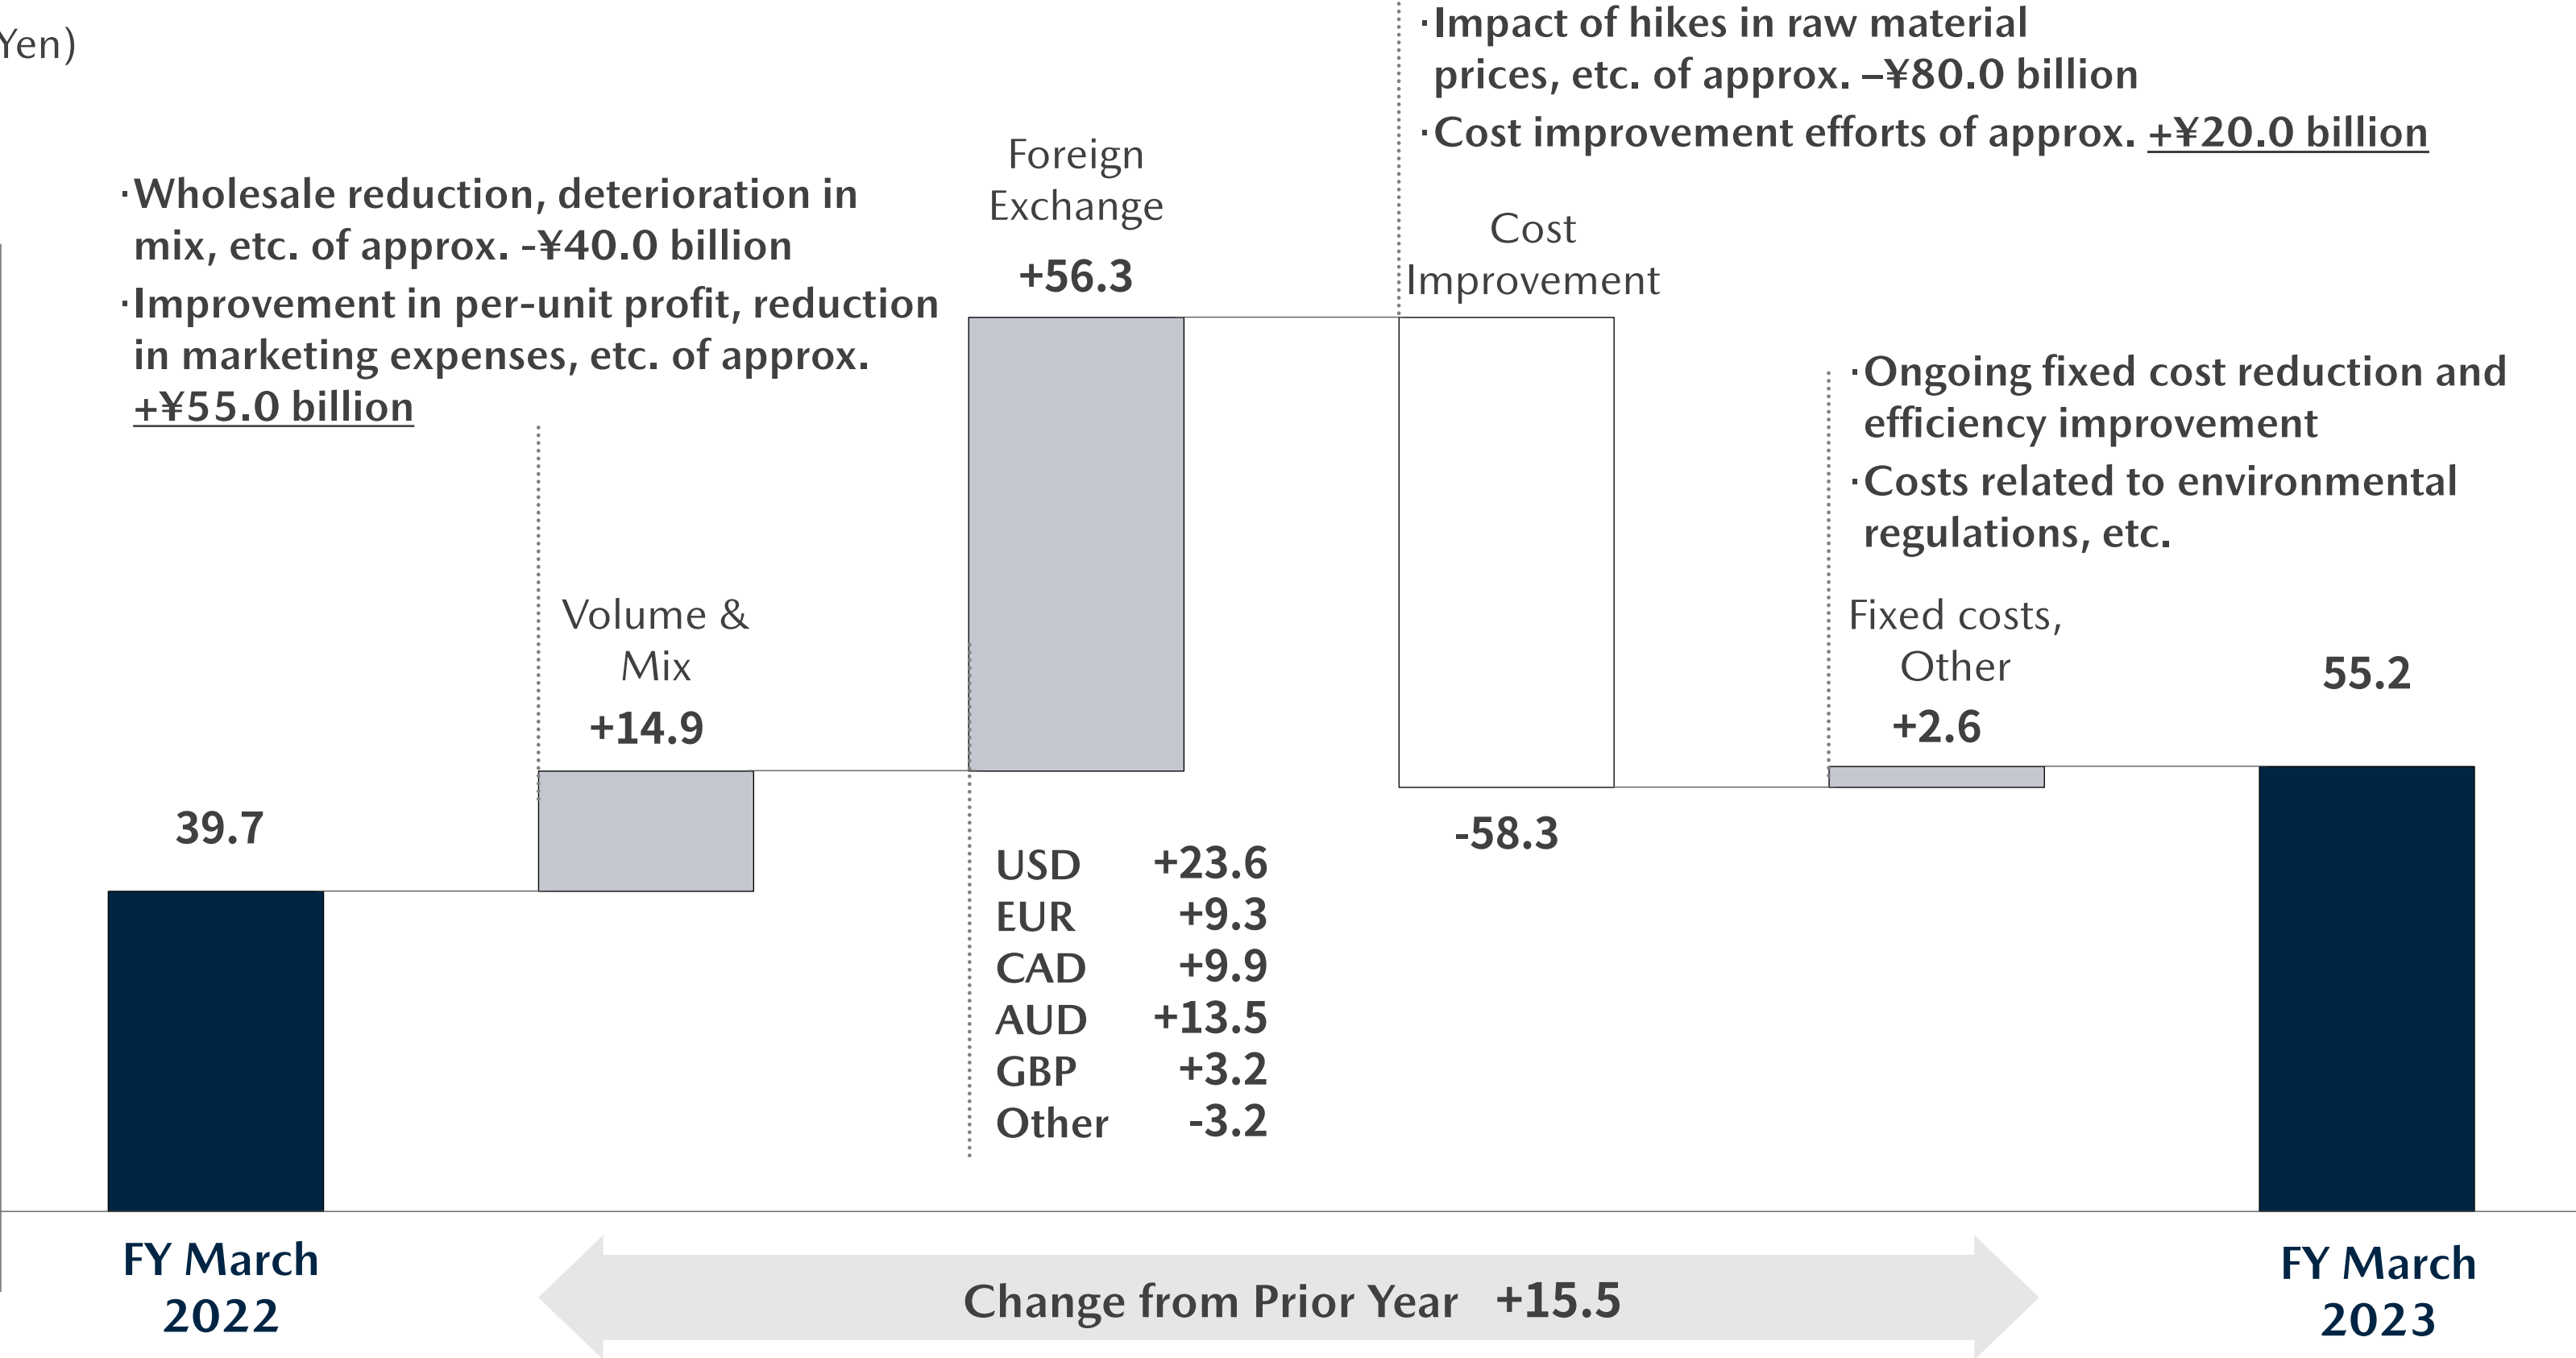 Yen)
·Wholesale reduction, deterioration in
mix, etc. of approx. -¥40.0 billion
·Improvement in per-unit profit, reduction
in marketing expenses, etc. of approx.
+¥55.0 billion
Foreign
Exchange
+56.3
·Impact of hikes in raw material
prices, etc. of approx. –¥80.0 billion
·Cost improvement efforts of approx. +¥20.0 billion
Cost
Improvement
·Ongoing fixed cost reduction and
efficiency improvement
·Costs related to environmental
regulations, etc.
Volume &
Mix
+14.9
Fixed costs,
Other
+2.6
55.2
39.7
-58.3
USD +23.6
EUR +9.3
CAD +9.9
AUD +13.5
GBP +3.2
Other -3.2
FY March
2022
Change from Prior Year +15.5
FY March
2023